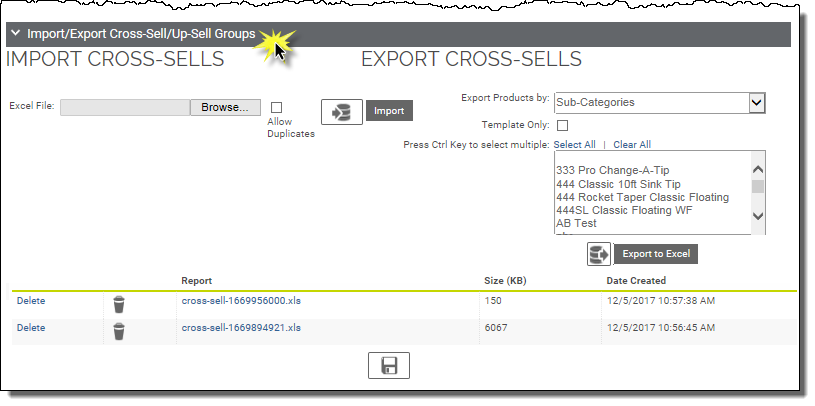 Import/Export Cross-Sell/Up-Sell Groups
IMPORT CROSS-SELLS
EXPORT CROSS-SELLS
Excel File:
Browse...
Allow
Duplicates
Import
Export Products by:
Sub-Categories
Template Only:
Press Ctrl Key to select multiple:
Select All | Clear All
333 Pro Change-A-Tip
444 Classic 10ft Sink Tip
444 Rocket Taper Classic Floating
444SL Classic Floating WF
AB Test
Export to Excel
Report Size (KB) Date Created
Delete cross-sell-1669956000.xls 150 12/5/2017 10:57:38 AM
Delete cross-sell-1669894921.xls 6067 12/5/2017 10:56:45 AM